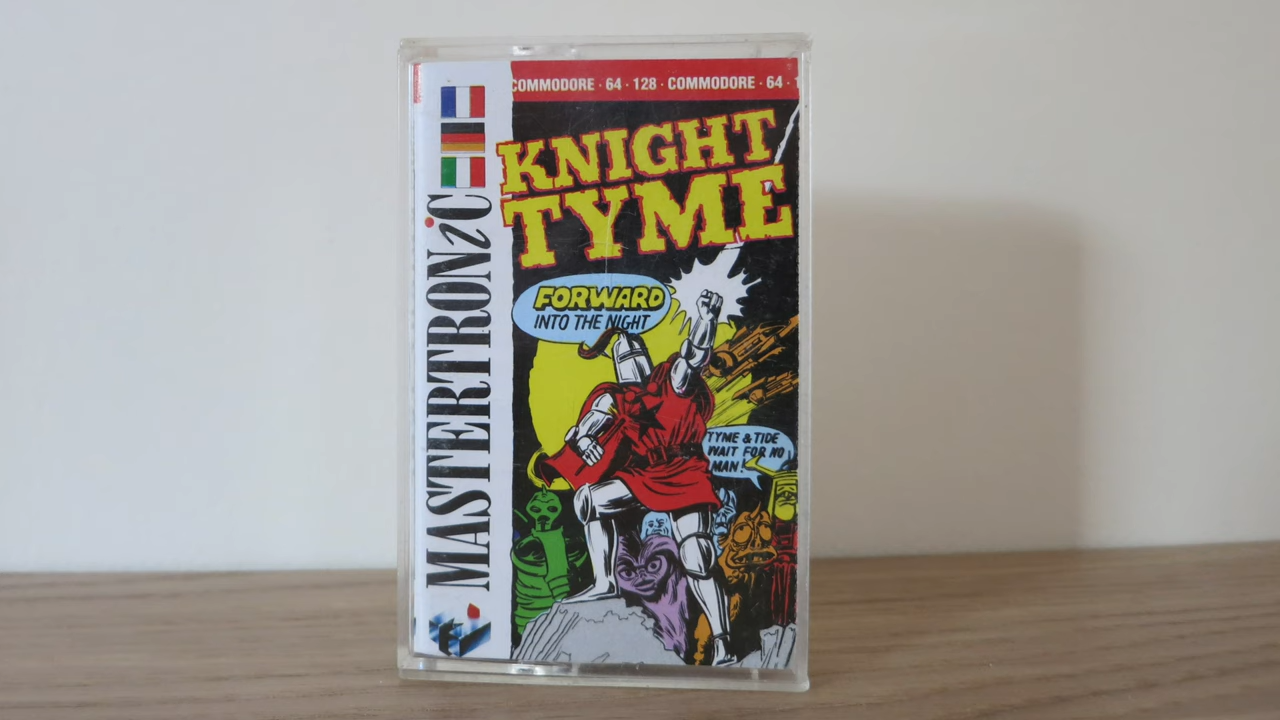 COMMODORE · 64 · 128 · COMMODORE · 64 ·
KNIGHT
TYME
MASTERTRONiC
FORWARD
INTO THE NIGHT
TYME & TIDE
WAIT FOR NO
MAN!